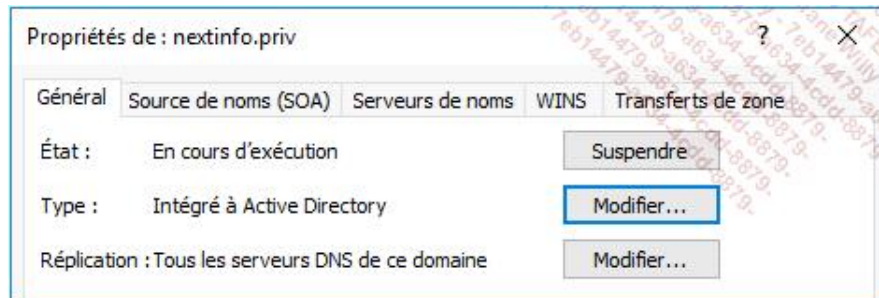 Propriétés de : nextinfo.priv ? ×
Général Source de noms (SOA) Serveurs de noms WINS Transferts de zone
État : En cours d'exécution Suspendre
Type : Intégré à Active Directory Modifier...
Réplication : Tous les serveurs DNS de ce domaine Modifier...